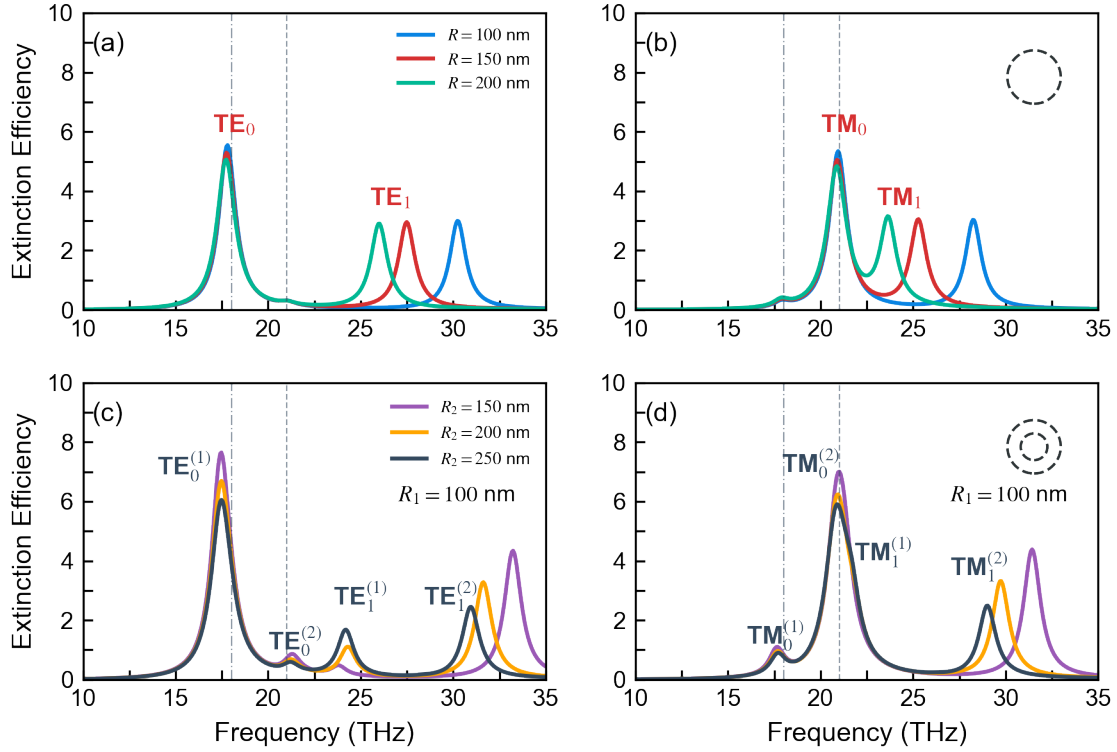 (a)
R = 100 nm
R = 150 nm
R = 200 nm
TE₀
TE₁
Extinction Efficiency
0
2
4
6
8
10
10
15
20
25
30
35
(b)
TM₀
TM₁
0
2
4
6
8
10
10
15
20
25
30
35
(c)
R₂ = 150 nm
R₂ = 200 nm
R₂ = 250 nm
R₁ = 100 nm
TE₀⁽¹⁾
TE₀⁽²⁾
TE₁⁽¹⁾
TE₁⁽²⁾
Extinction Efficiency
0
2
4
6
8
10
10
15
20
25
30
35
Frequency (THz)
(d)
R₁ = 100 nm
TM₀⁽²⁾
TM₁⁽¹⁾
TM₁⁽²⁾
TM₀⁽¹⁾
0
2
4
6
8
10
10
15
20
25
30
35
Frequency (THz)